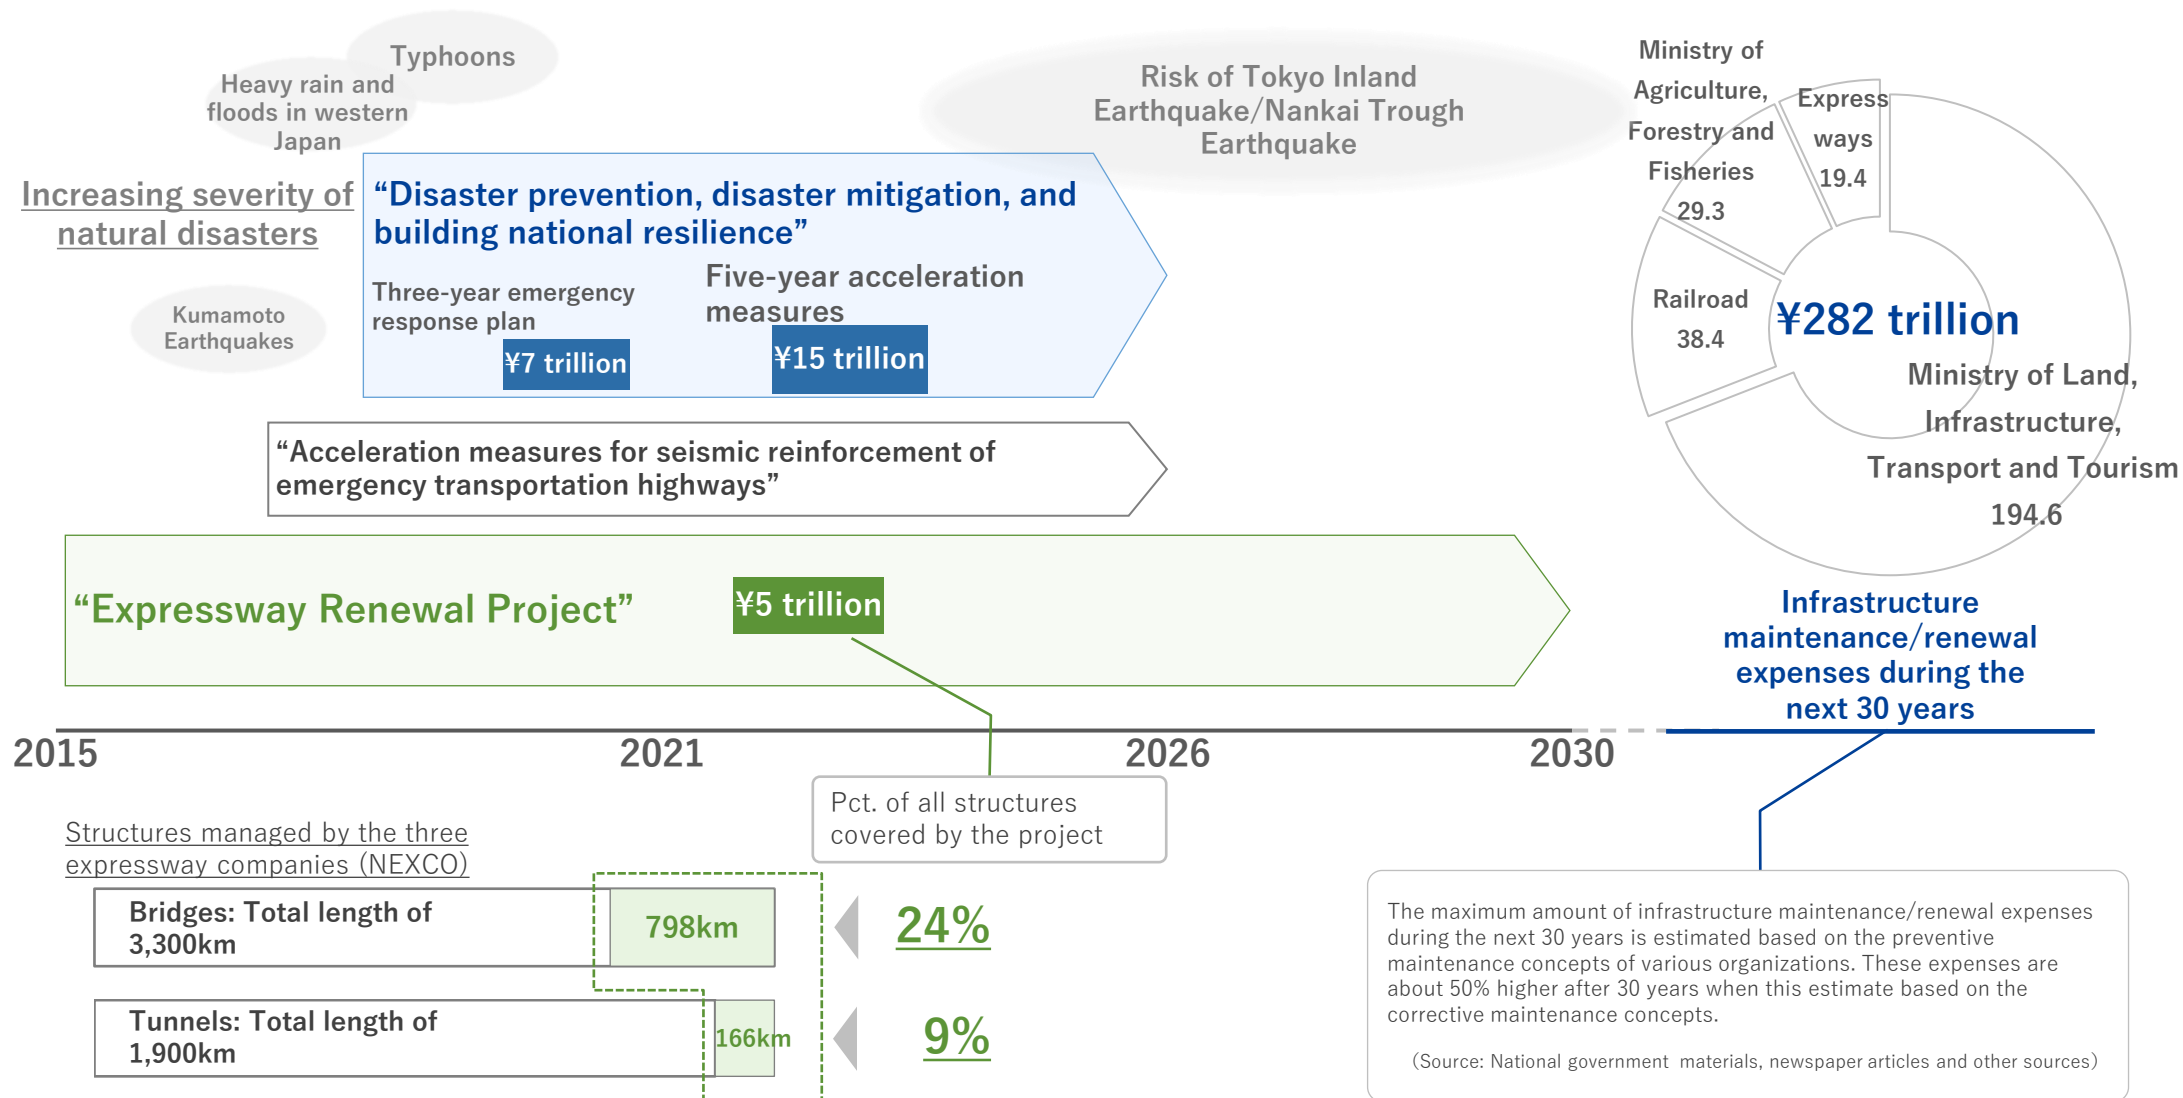 Typhoons
Heavy rain and
floods in western
Japan
Risk of Tokyo Inland
Earthquake/Nankai Trough
Earthquake
Increasing severity of
natural disasters
Kumamoto
Earthquakes
“Disaster prevention, disaster mitigation, and
building national resilience”
Three-year emergency
response plan
¥7 trillion
Five-year acceleration
measures
¥15 trillion
“Acceleration measures for seismic reinforcement of
emergency transportation highways”
“Expressway Renewal Project”
¥5 trillion
Ministry of
Agriculture,
Forestry and
Fisheries
29.3
Express
ways
19.4
Railroad
38.4
¥282 trillion
Ministry of Land,
Infrastructure,
Transport and Tourism
194.6
Infrastructure
maintenance/renewal
expenses during the
next 30 years
2015
2021
2026
2030
Pct. of all structures
covered by the project
Structures managed by the three
expressway companies (NEXCO)
Bridges: Total length of
3,300km
798km
24%
Tunnels: Total length of
1,900km
166km
9%
The maximum amount of infrastructure maintenance/renewal expenses
during the next 30 years is estimated based on the preventive
maintenance concepts of various organizations. These expenses are
about 50% higher after 30 years when this estimate based on the
corrective maintenance concepts.
(Source: National government materials, newspaper articles and other sources)